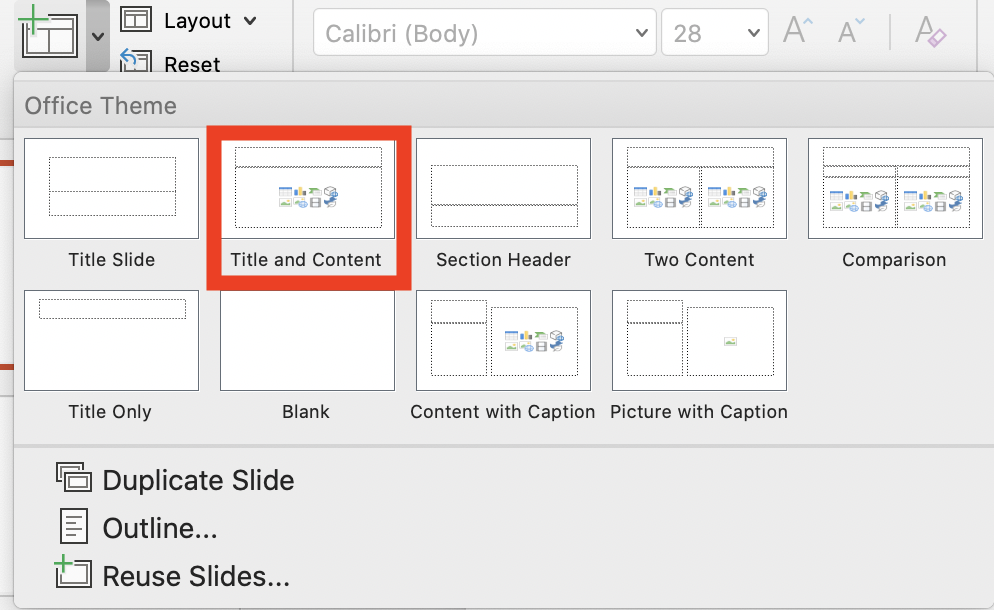 Layout
Calibri (Body)
28
Reset
Office Theme
Title Slide
Title and Content
Section Header
Two Content
Comparison
Title Only
Blank
Content with Caption
Picture with Caption
Duplicate Slide
Outline...
Reuse Slides...